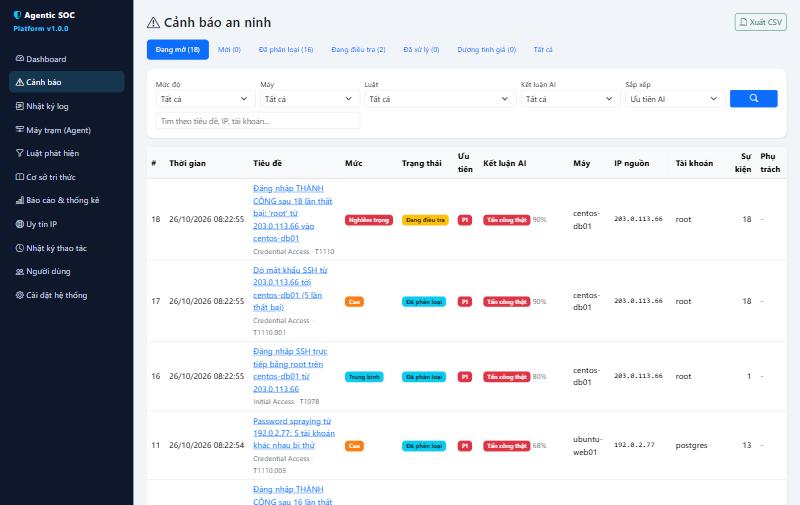 Agentic SOC
Platform v1.0.0
Dashboard
Cảnh báo
Nhật ký log
Máy trạm (Agent)
Luật phát hiện
Cơ sở tri thức
Báo cáo & thống kê
Uy tín IP
Nhật ký thao tác
Người dùng
Cài đặt hệ thống
Cảnh báo an ninh
Xuất CSV
Đang mở (18) Mới (0) Đã phân loại (16) Đang điều tra (2) Đã xử lý (0) Dương tính giả (0) Tất cả
Mức độ Máy Luật Kết luận AI Sắp xếp
Tất cả Tất cả Tất cả Tất cả Ưu tiên AI
Tìm theo tiêu đề, IP, tài khoản...
# Thời gian Tiêu đề Mức Trạng thái Ưu tiên Kết luận AI Máy IP nguồn Tài khoản Sự kiện Phụ trách
18 26/10/2026 08:22:55 Đăng nhập THÀNH
CÔNG sau 18 lần thất
bại: 'root' từ
203.0.113.66 vào
centos-db01
Credential Access · T1110
Nghiêm trọng Đang điều tra P1 Tấn công thật 90% centos-db01 203.0.113.66 root 18 -
17 26/10/2026 08:22:55 Dò mật khẩu SSH từ
203.0.113.66 tới
centos-db01 (5 lần
thất bại)
Credential Access ·
T1110.001
Cao Đã phân loại P1 Tấn công thật 90% centos-db01 203.0.113.66 root 18 -
16 26/10/2026 08:22:55 Đăng nhập SSH trực
tiếp bằng root trên
centos-db01 từ
203.0.113.66
Initial Access · T1078
Trung bình Đã phân loại P1 Tấn công thật 80% centos-db01 203.0.113.66 root 1 -
11 26/10/2026 08:22:54 Password spraying từ
192.0.2.77: 5 tài khoản
khác nhau bị thử
Credential Access ·
T1110.003
Cao Đã phân loại P1 Tấn công thật 68% ubuntu-web01 192.0.2.77 postgres 13 -
Đăng nhập THÀNH
CÔNG sau 16 lần thất